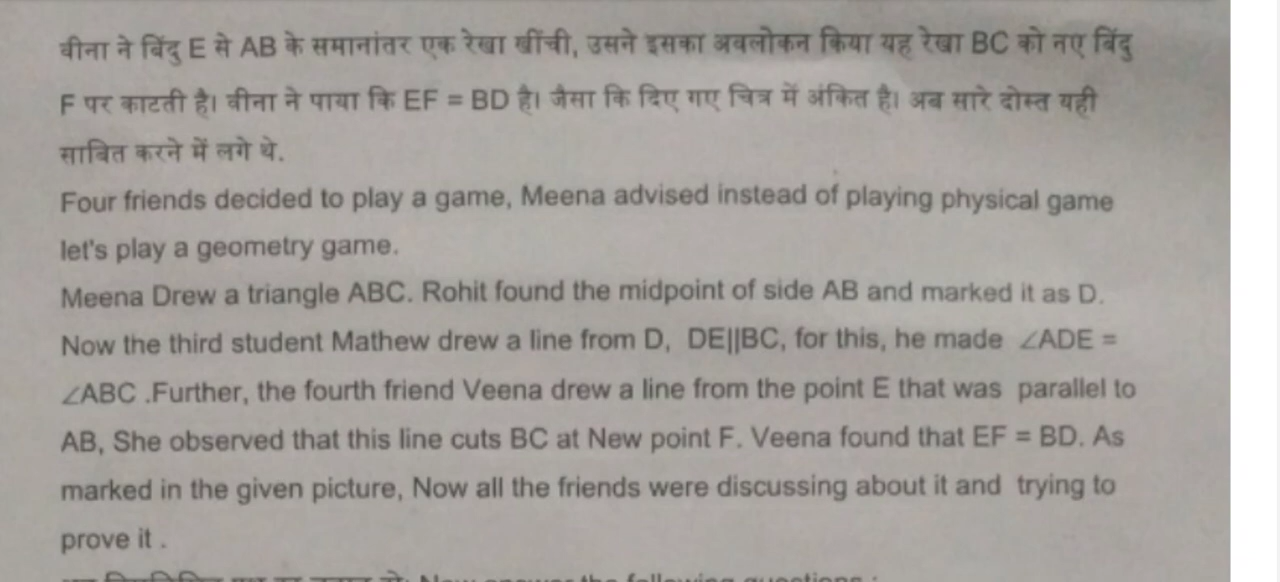 वीना ने बिंदु E से AB के समानांतर एक रेखा खींची, उसने इसका अवलोकन किया यह रेखा BC को नए बिंदु
F पर काटती है। वीना ने पाया कि EF = BD है। जैसा कि दिए गए चित्र में अंकित है। अब सारे दोस्त यही
साबित करने में लगे थे.
Four friends decided to play a game, Meena advised instead of playing physical game
let's play a geometry game.
Meena Drew a triangle ABC. Rohit found the midpoint of side AB and marked it as D.
Now the third student Mathew drew a line from D, DE||BC, for this, he made ∠ADE =
∠ABC .Further, the fourth friend Veena drew a line from the point E that was parallel to
AB, She observed that this line cuts BC at New point F. Veena found that EF = BD. As
marked in the given picture, Now all the friends were discussing about it and trying to
prove it .
Now answer the following questions :